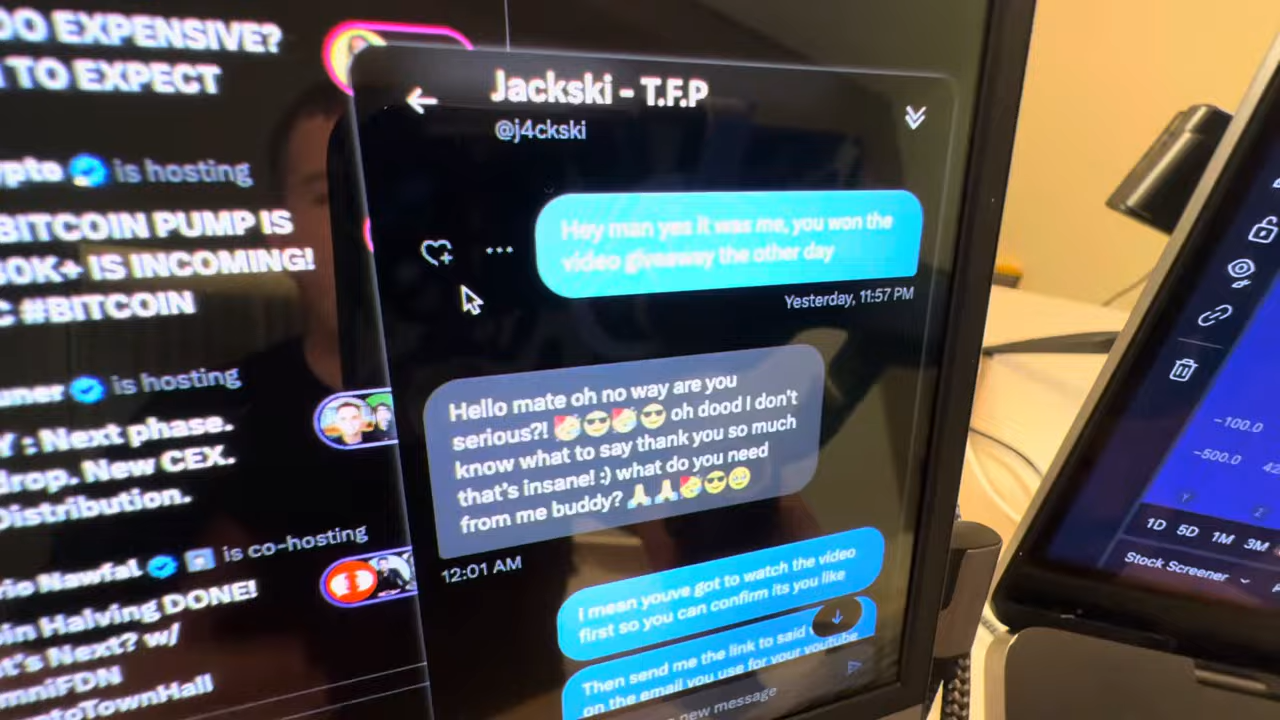 OO EXPENSIVE?
TO EXPECT
is hosting
BITCOIN PUMP IS
0K+ IS INCOMING!
C #BITCOIN
is hosting
Y : Next phase.
drop. New CEX.
Distribution.
Nawfal is co-hosting
Halving DONE!
Next? w/
mniFDN
TownHall
Jackski - T.F.P
@j4ckski
Hey man yes it was me, you won the
video giveaway the other day
Yesterday, 11:57 PM
Hello mate oh no way are you
serious?! 🥳😎🥳😎 oh dood I don't
know what to say thank you so much
that's insane! :) what do you need
from me buddy? 🙏🙏🥳😎🥹
12:01 AM
I mean youve got to watch the video
first so you can confirm its you like
Then send me the link to said
on the email you use for your youtube
new message
-100.0
-500.0
1D 5D 1M 3M
Stock Screener